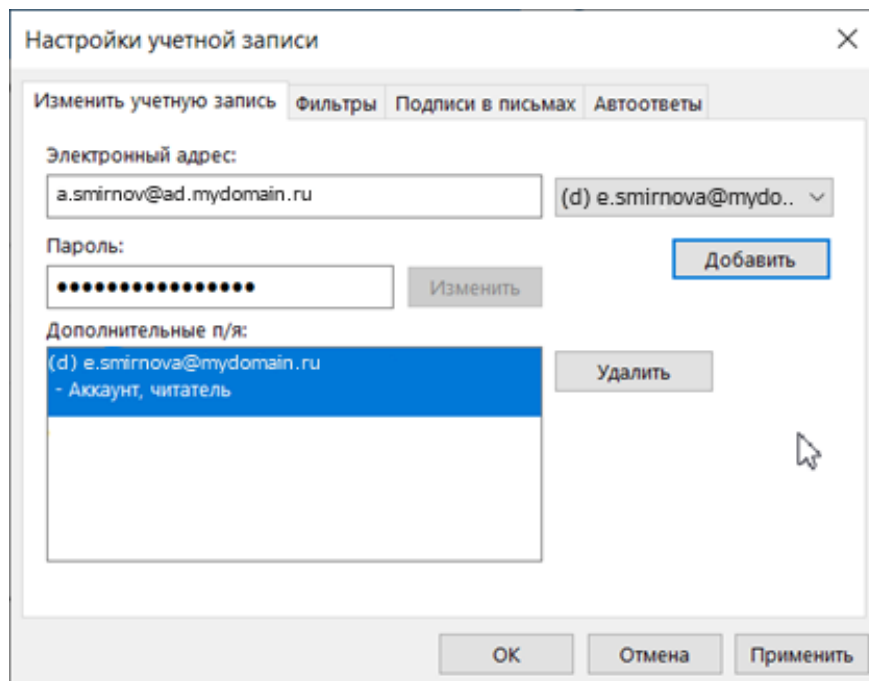 Настройки учетной записи
Изменить учетную запись Фильтры Подписи в письмах Автоответы
Электронный адрес:
a.smirnov@ad.mydomain.ru (d) e.smirnova@mydo..
Пароль:
Добавить
•••••••••••••••• Изменить
Дополнительные п/я:
(d) e.smirnova@mydomain.ru
- Аккаунт, читатель
Удалить
ОК Отмена Применить